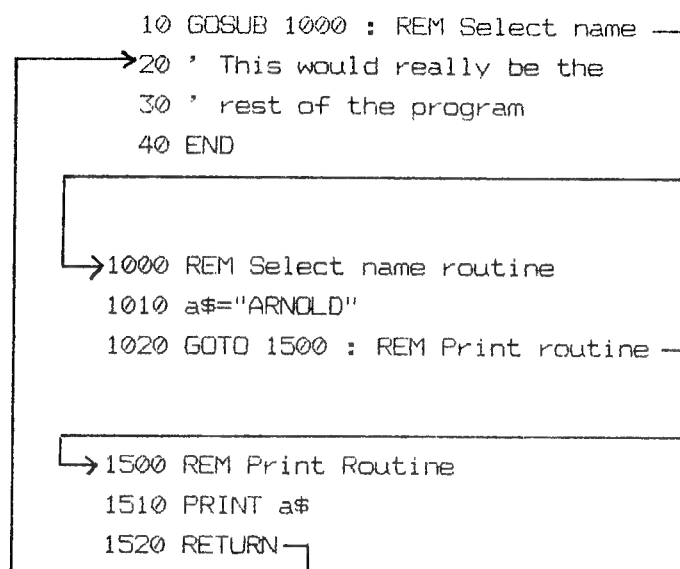 10 GOSUB 1000 : REM Select name
20 ' This would really be the
30 ' rest of the program
40 END
1000 REM Select name routine
1010 a$="ARNOLD"
1020 GOTO 1500 : REM Print routine
1500 REM Print Routine
1510 PRINT a$
1520 RETURN